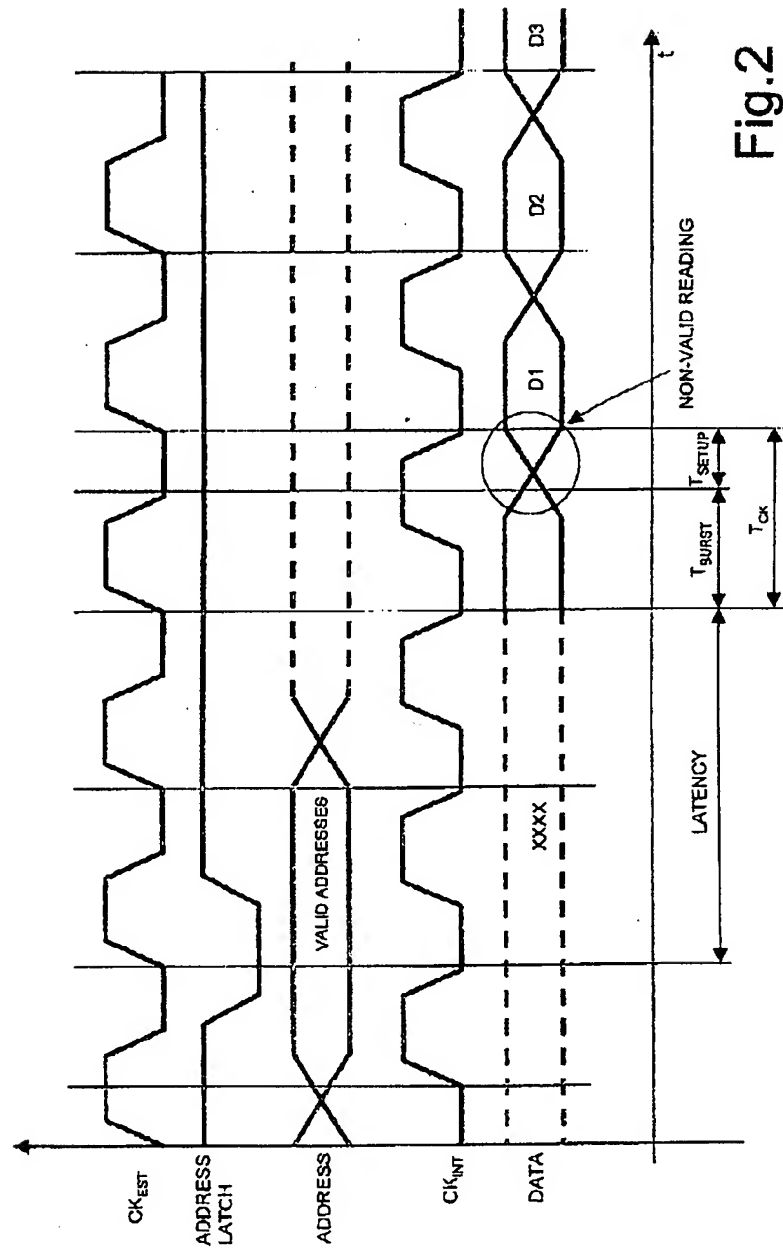 CK_EST
ADDRESS
LATCH
ADDRESS
VALID ADDRESSES
CK_INT
DATA
XXXX
D1
D2
D3
NON-VALID READING
LATENCY
T_BURST
T_SETUP
T_CK
t
Fig.2